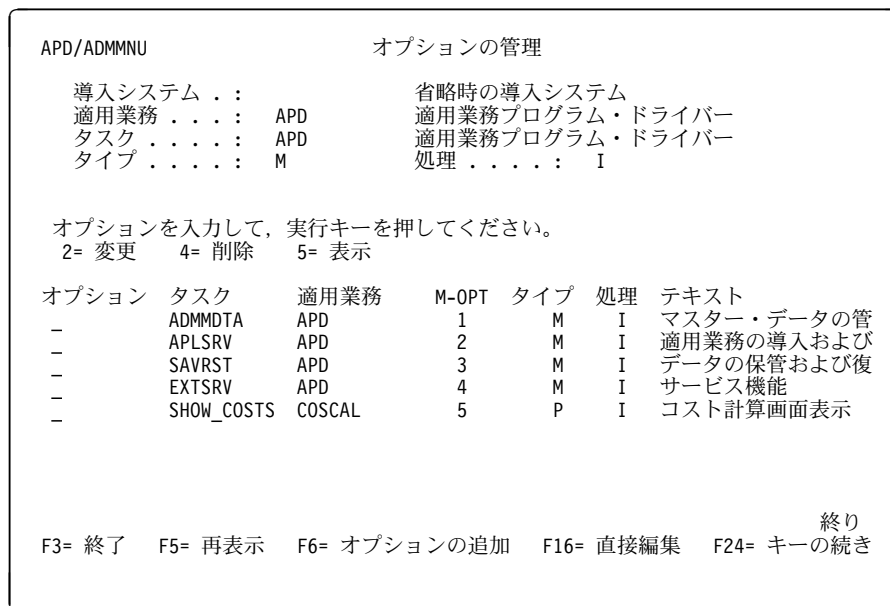 APD/ADMMNU オプションの管理
導入システム . : 省略時の導入システム
適用業務 . . . : APD 適用業務プログラム・ドライバー
タスク . . . . : APD 適用業務プログラム・ドライバー
タイプ . . . . : M 処理 . . . . : I
オプションを入力して，実行キーを押してください。
2= 変更 4= 削除 5= 表示
オプション タスク 適用業務 M-OPT タイプ 処理 テキスト
_ ADMMDTA APD 1 M I マスター・データの管
_ APLSRV APD 2 M I 適用業務の導入および
_ SAVRST APD 3 M I データの保管および復
_ EXTSRV APD 4 M I サービス機能
_ SHOW_COSTS COSCAL 5 P I コスト計算画面表示
終り
F3= 終了 F5= 再表示 F6= オプションの追加 F16= 直接編集 F24= キーの続き